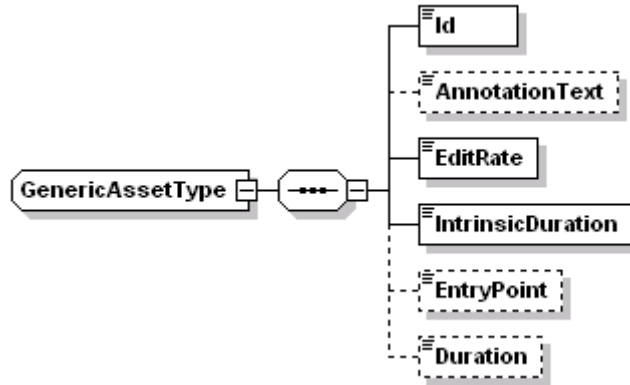 Id
AnnotationText
EditRate
GenericAssetType
IntrinsicDuration
EntryPoint
Duration